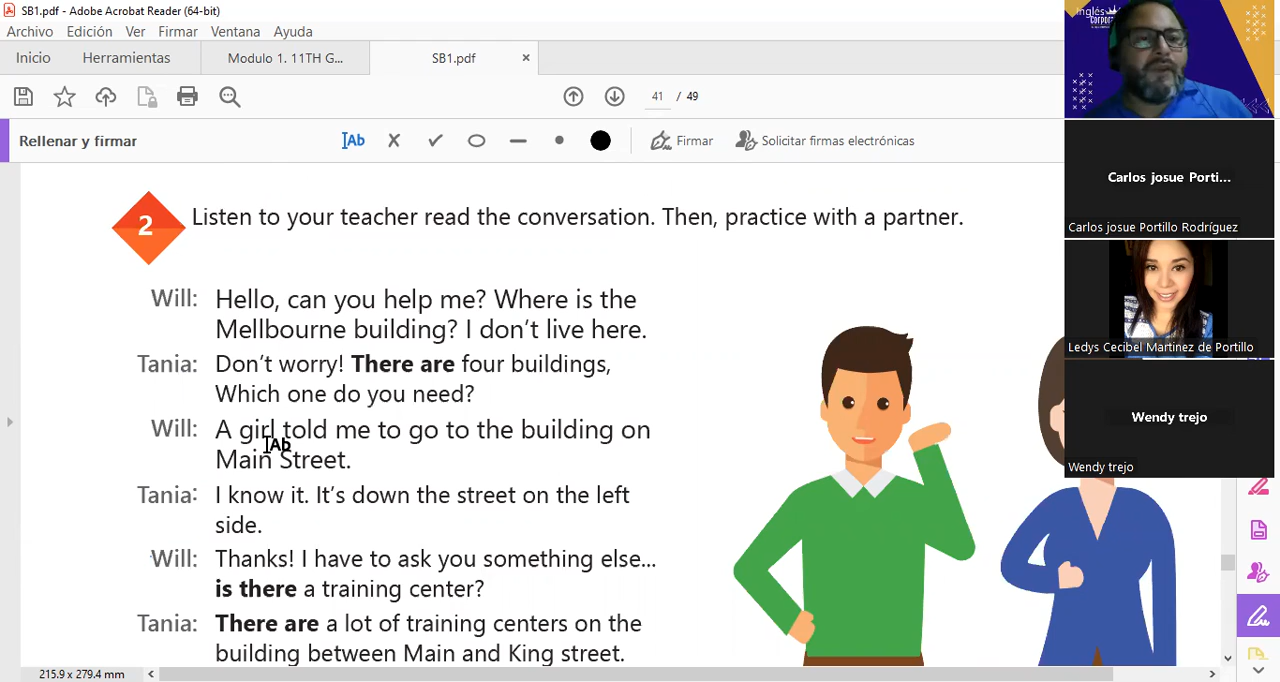 SB1.pdf - Adobe Acrobat Reader (64-bit)
Archivo Edición Ver Firmar Ventana Ayuda
Inicio Herramientas Modulo 1. 11TH G... SB1.pdf ×
41 / 49
Rellenar y firmar Ab Firmar Solicitar firmas electrónicas
2 Listen to your teacher read the conversation. Then, practice with a partner.
Will: Hello, can you help me? Where is the
Mellbourne building? I don't live here.
Tania: Don't worry! There are four buildings,
Which one do you need?
Will: A girl told me to go to the building on
Main Street.
Ab
Tania: I know it. It's down the street on the left
side.
Will: Thanks! I have to ask you something else...
is there a training center?
Tania: There are a lot of training centers on the
building between Main and King street.
215.9 x 279.4 mm
Inglés
CORPORATIVO
Carlos josue Porti...
Carlos josue Portillo Rodríguez
Ledys Cecibel Martinez de Portillo
Wendy trejo
Wendy trejo